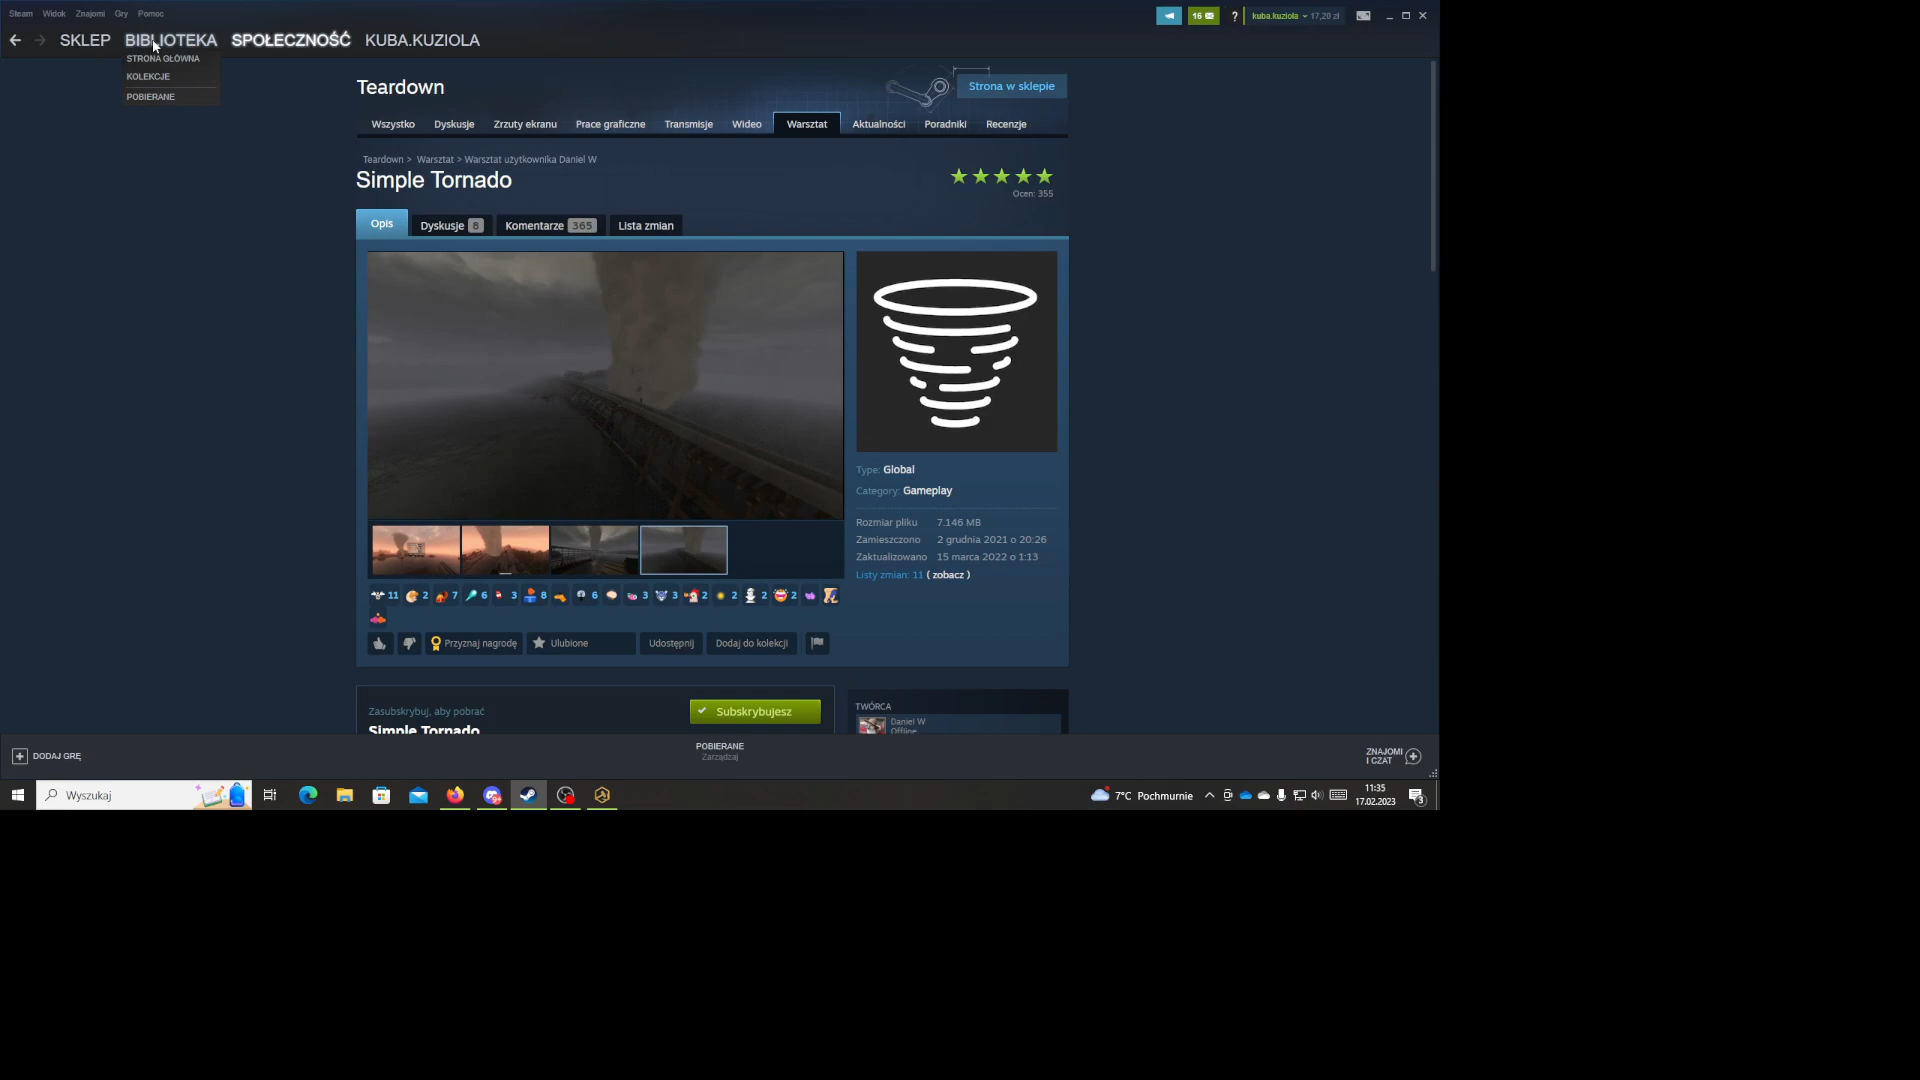 Steam Widok Znajomi Gry Pomoc
16 ? kuba.kuziola 17,20 zł
SKLEP BIBLIOTEKA SPOŁECZNOŚĆ KUBA.KUZIOLA
STRONA GŁÓWNA
KOLEKCJE
POBIERANE
Teardown
Strona w sklepie
Wszystko Dyskusje Zrzuty ekranu Prace graficzne Transmisje Wideo Warsztat Aktualności Poradniki Recenzje
Teardown > Warsztat > Warsztat użytkownika Daniel W
Simple Tornado
Ocen: 355
Opis Dyskusje 8 Komentarze 365 Lista zmian
Type: Global
Category: Gameplay
Rozmiar pliku 7.146 MB
Zamieszczono 2 grudnia 2021 o 20:26
Zaktualizowano 15 marca 2022 o 1:13
Listy zmian: 11 ( zobacz )
11 2 7 6 3 8 6 3 3 2 2 2 2
Przyznaj nagrodę Ulubione Udostępnij Dodaj do kolekcji
Zasubskrybuj, aby pobrać
Simple Tornado
Subskrybujesz
TWÓRCA
Daniel W
Offline
DODAJ GRĘ
POBIERANE
Zarządzaj
ZNAJOMI
I CZAT
Wyszukaj
7°C Pochmurnie
11:35
17.02.2023
3